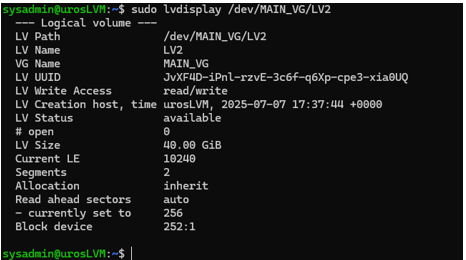 sysadmin@urosLVM:~$ sudo lvdisplay /dev/MAIN_VG/LV2
--- Logical volume ---
LV Path /dev/MAIN_VG/LV2
LV Name LV2
VG Name MAIN_VG
LV UUID JvXF4D-iPnl-rzvE-3c6f-q6Xp-cpe3-xia0UQ
LV Write Access read/write
LV Creation host, time urosLVM, 2025-07-07 17:37:44 +0000
LV Status available
# open 0
LV Size 40.00 GiB
Current LE 10240
Segments 2
Allocation inherit
Read ahead sectors auto
- currently set to 256
Block device 252:1
sysadmin@urosLVM:~$